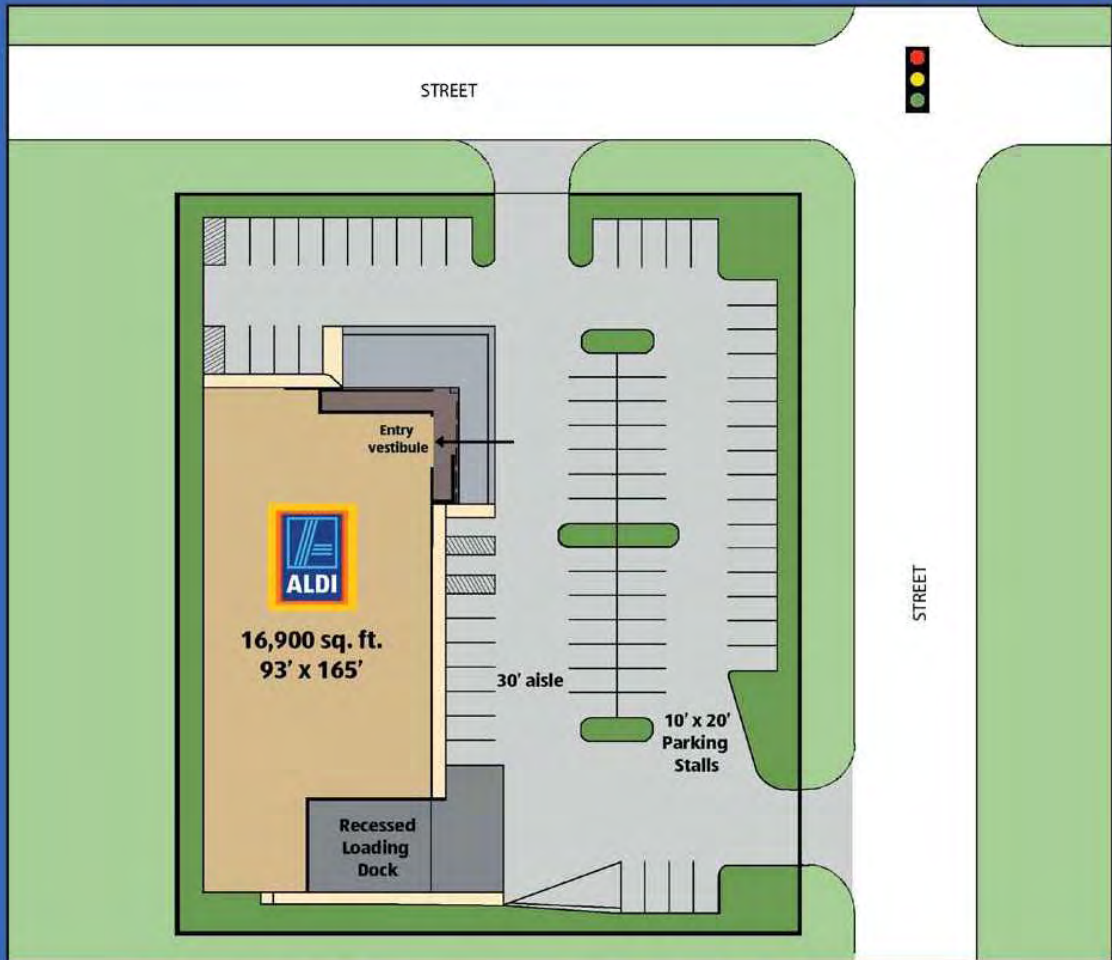 STREET
Entry
vestibule
ALDI
16,900 sq. ft.
93' x 165'
30' aisle
STREET
10' x 20'
Parking
Stalls
Recessed
Loading
Dock